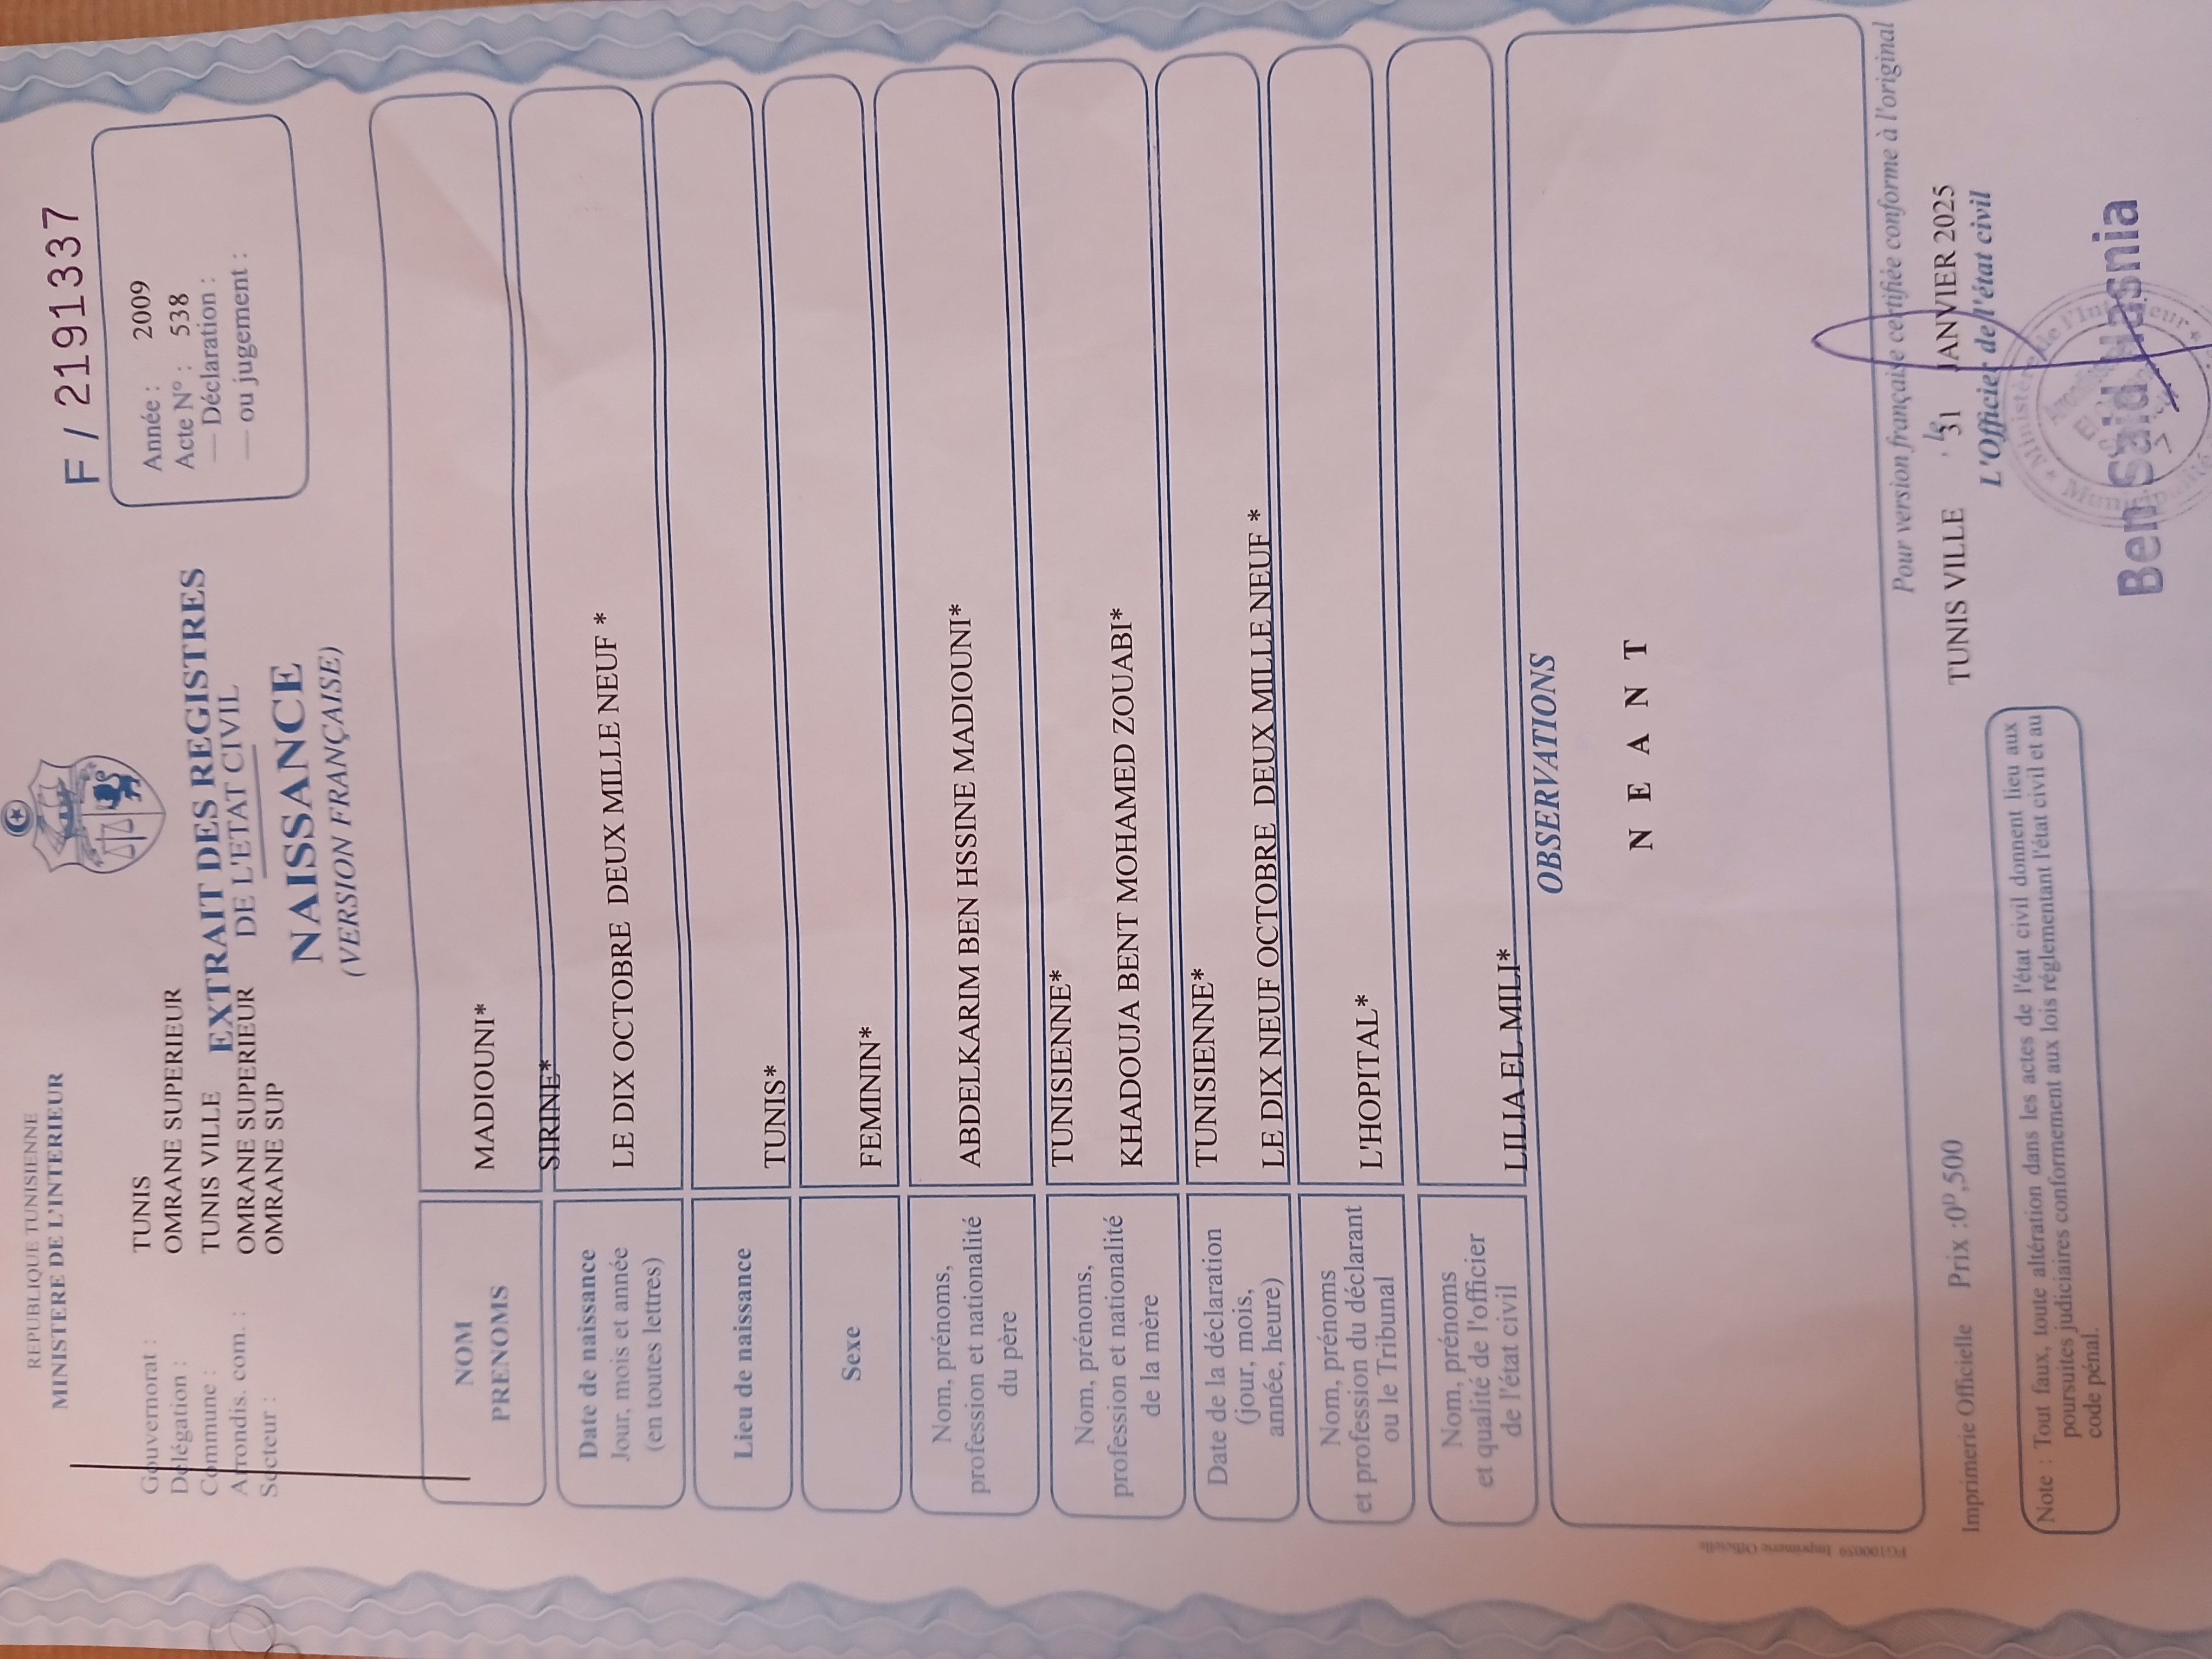 REPUBLIQUE TUNISIENNE
MINISTERE DE L'INTERIEUR
F / 2191337
Gouvernorat : TUNIS
Délégation : OMRANE SUPERIEUR
Commune : TUNIS VILLE
Arrondis. com. : OMRANE SUPERIEUR
Secteur : OMRANE SUP
EXTRAIT DES REGISTRES
DE L'ETAT CIVIL
NAISSANCE
(VERSION FRANÇAISE)
Année : 2009
Acte N° : 538
— Déclaration :
— ou jugement :
NOM
MADIOUNI*
PRENOMS
SIRINE*
Date de naissance
Jour, mois et année
(en toutes lettres)
LE DIX OCTOBRE DEUX MILLE NEUF *
Lieu de naissance
TUNIS*
Sexe
FEMININ*
Nom, prénoms,
profession et nationalité
du père
ABDELKARIM BEN HSSINE MADIOUNI*
TUNISIENNE*
Nom, prénoms,
profession et nationalité
de la mère
KHADOUJA BENT MOHAMED ZOUABI*
TUNISIENNE*
Date de la déclaration
(jour, mois,
année, heure)
LE DIX NEUF OCTOBRE DEUX MILLE NEUF *
Nom, prénoms
et profession du déclarant
ou le Tribunal
L'HOPITAL*
Nom, prénoms
et qualité de l'officier
de l'état civil
LILIA EL MILI*
OBSERVATIONS
N E A N T
FG100059 Imprimerie Officielle
Pour version française certifiée conforme à l'original
Imprimerie Officielle Prix :0ᴰ,500
TUNIS VILLE , le 31 JANVIER 2025
L'Officier de l'état civil
Ben Said Hasnia
Note : Tout faux, toute altération dans les actes de l'état civil donnent lieu aux
poursuites judiciaires conformément aux lois réglementant l'état civil et au
code pénal.